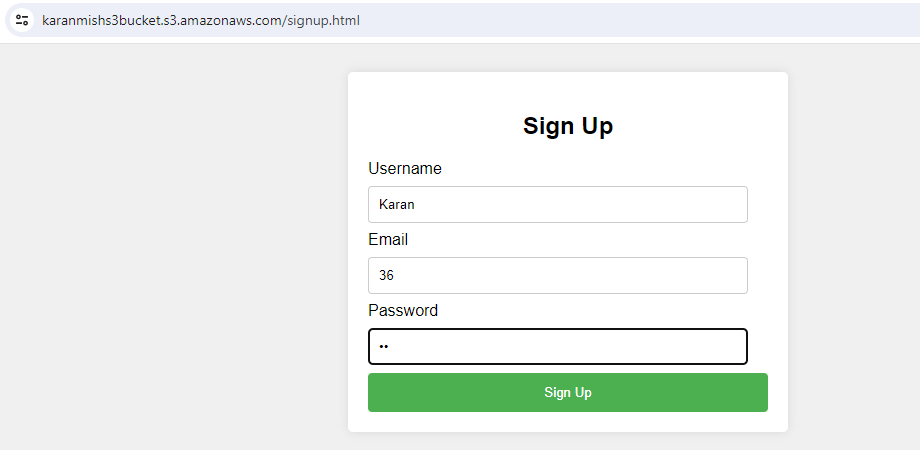 karanmishs3bucket.s3.amazonaws.com/signup.html
Sign Up
Username
Karan
Email
36
Password
••
Sign Up